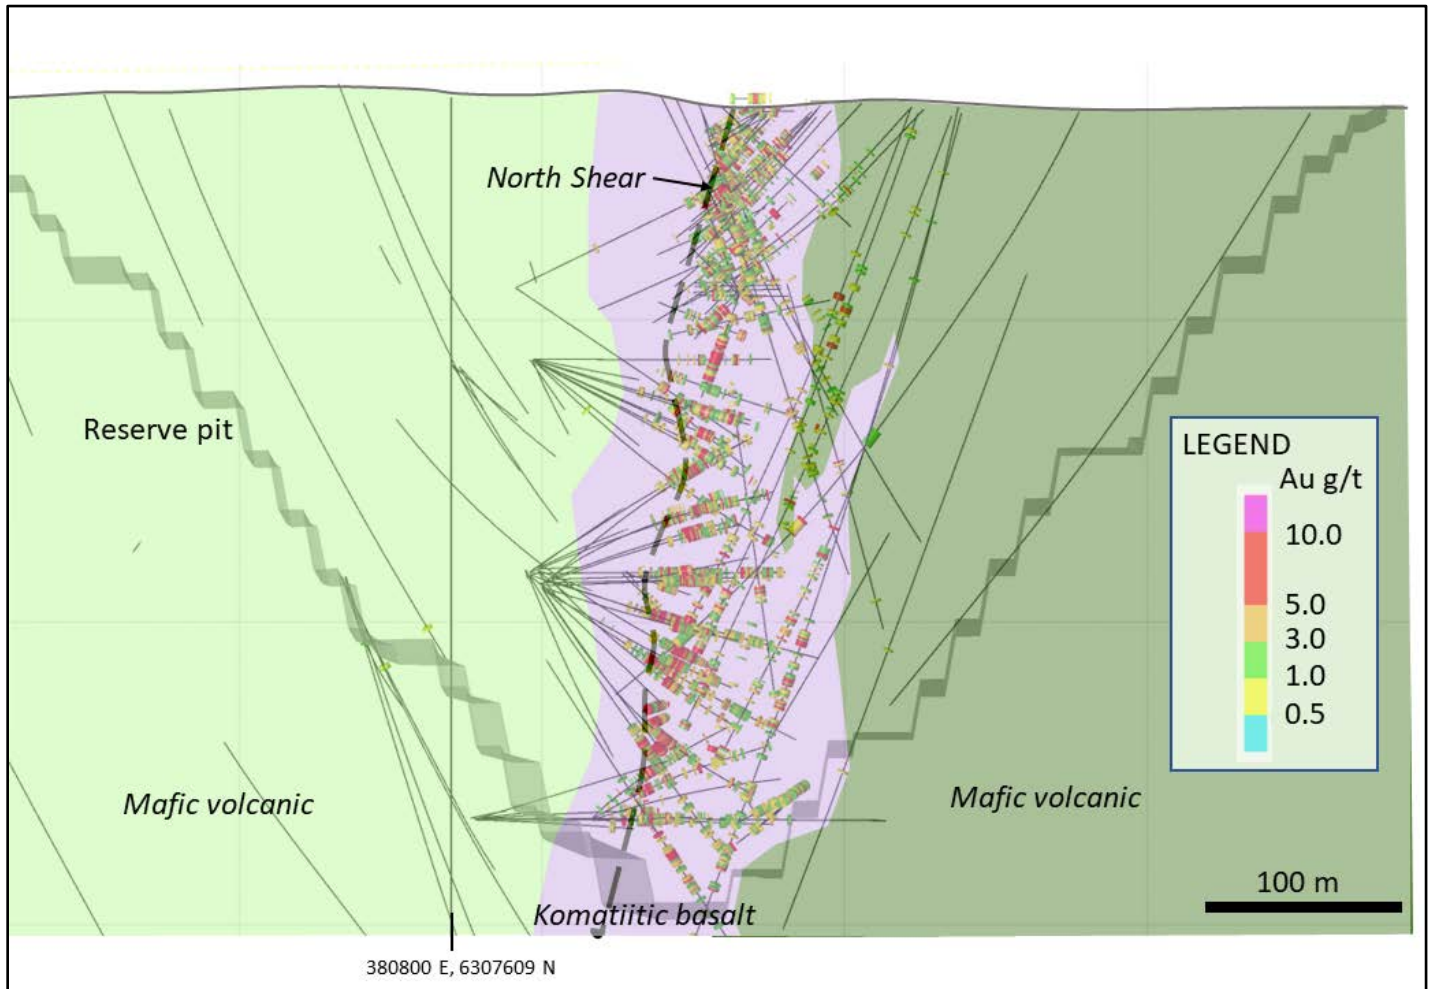 North Shear
Reserve pit
LEGEND
Au g/t
10.0
5.0
3.0
1.0
0.5
Mafic volcanic
Mafic volcanic
100 m
Komatiitic basalt
380800 E, 6307609 N